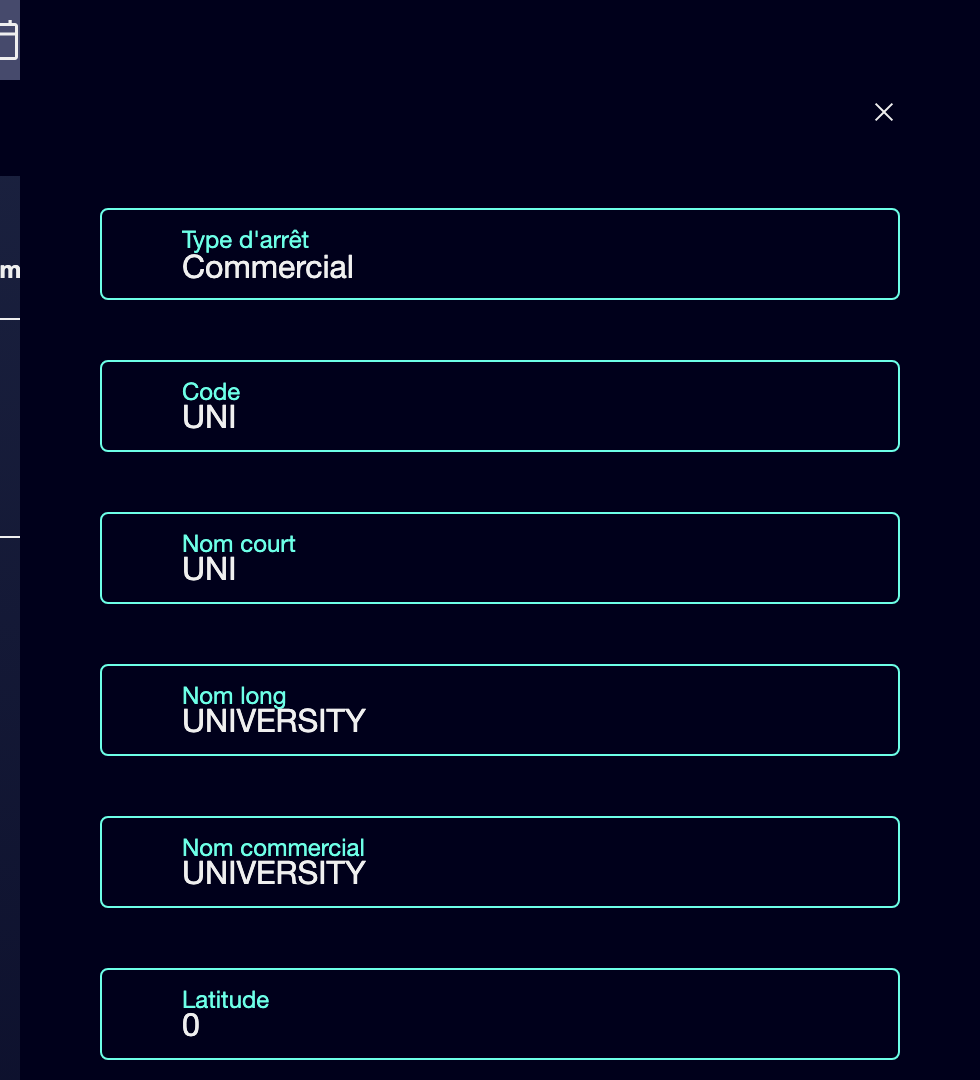 m
Type d'arrêt
Commercial
Code
UNI
Nom court
UNI
Nom long
UNIVERSITY
Nom commercial
UNIVERSITY
Latitude
0